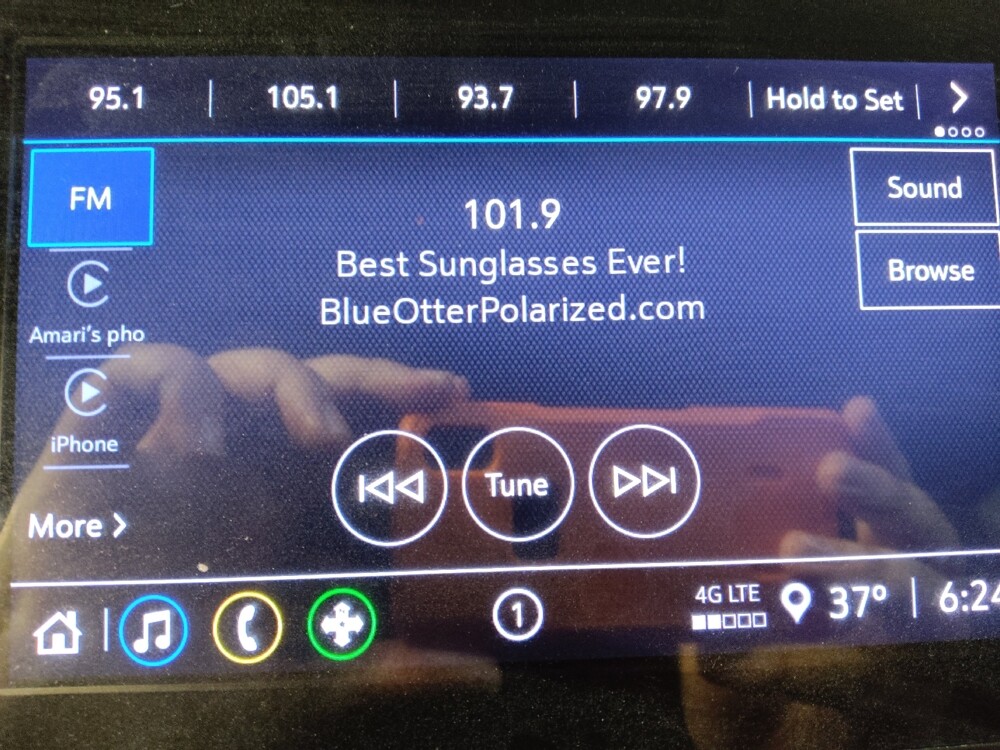 95.1 105.1 93.7 97.9 Hold to Set
FM
101.9
Sound
Best Sunglasses Ever!
Browse
BlueOtterPolarized.com
Amari's pho
iPhone
Tune
More
1
4G LTE
37°
6:24